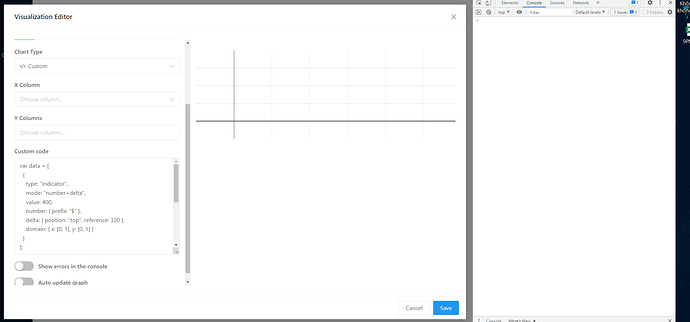 Visualization Editor
Chart Type
</> Custom
X Column
Choose column...
Y Columns
Choose columns...
Custom code
var data = [
{
type: "indicator",
mode: "number+delta",
value: 400,
number: { prefix: "$" },
delta: { position: "top", reference: 320 },
domain: { x: [0, 1], y: [0, 1] }
}
];
Show errors in the console
Auto update graph
Cancel
Save
Elements
Console
Sources
Network
»
1
top
Filter
Default levels
1 Issue:
1
2 hidden
Console
What's New